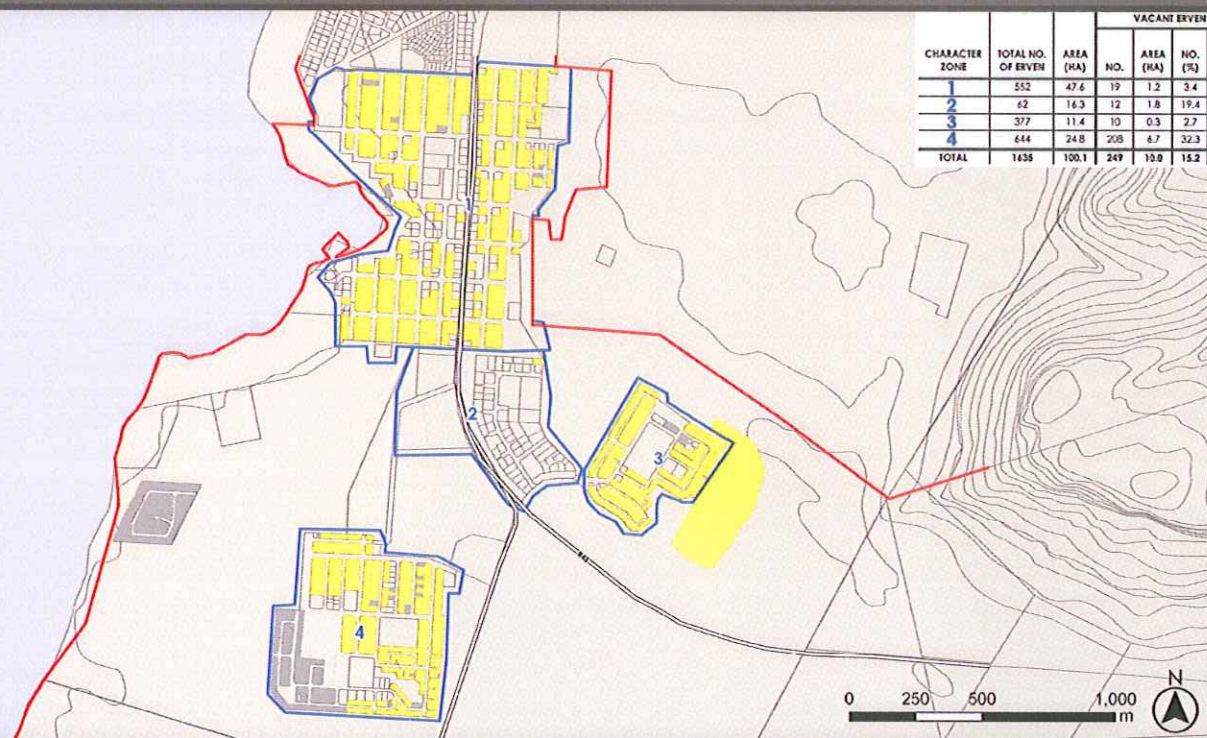 VACANT ERVEN
CHARACTER ZONE TOTAL NO. OF ERVEN AREA (HA) NO. AREA (HA) NO. (%)
1 552 47.6 19 1.2 3.4
2 62 16.3 12 1.8 19.4
3 377 11.4 10 0.3 2.7
4 644 24.8 208 6.7 32.3
TOTAL 1635 100.1 249 10.0 15.2
1
2
3
4
N
0 250 500 1,000
m